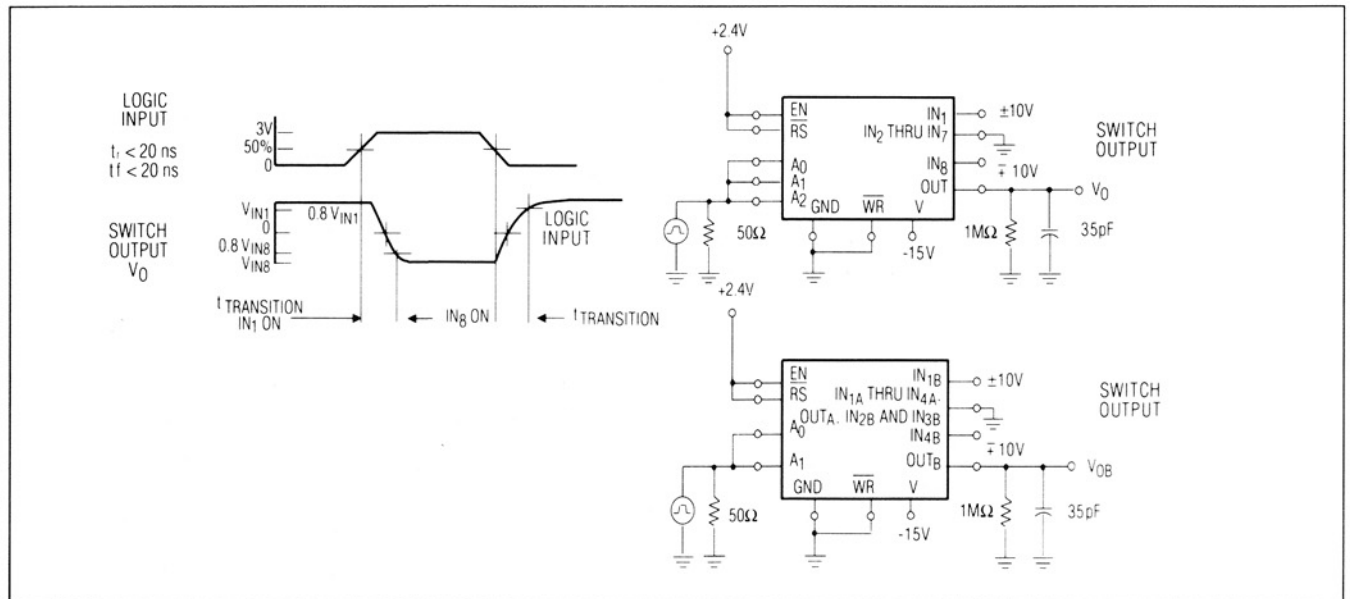 LOGIC
INPUT
tr < 20 ns
tf < 20 ns
3V
50%
0
SWITCH
OUTPUT
VO
VIN1
0
0.8 VIN8
VIN8
0.8 VIN1
LOGIC
INPUT
t TRANSITION
IN1 ON
IN8 ON
t TRANSITION
+2.4V
EN
RS
A0
A1
A2
GND
WR
V
IN1
IN2 THRU IN7
IN8
OUT
±10V
∓ 10V
SWITCH
OUTPUT
VO
50Ω
-15V
1MΩ
35pF
+2.4V
EN
RS
A0
A1
GND
WR
V
IN1B
IN1A THRU IN4A.
OUTA. IN2B AND IN3B
IN4B
OUTB
±10V
∓ 10V
SWITCH
OUTPUT
VOB
50Ω
-15V
1MΩ
35pF